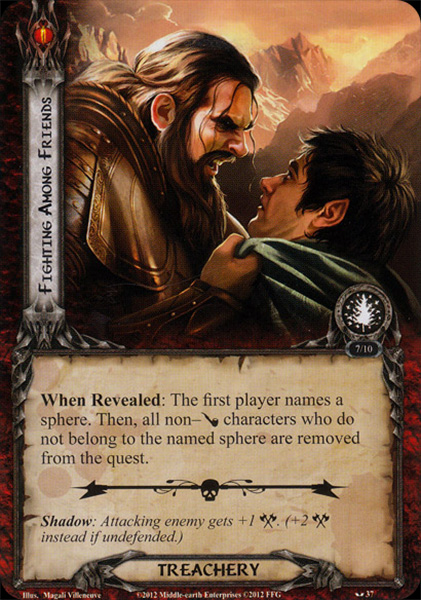 FIGHTING AMONG FRIENDS
7/10
When Revealed: The first player names a
sphere. Then, all non– characters who do
not belong to the named sphere are removed
from the quest.
Shadow: Attacking enemy gets +1 . (+2
instead if undefended.)
TREACHERY
Illus. Magali Villeneuve
©2012 Middle-earth Enterprises ©2012 FFG
37